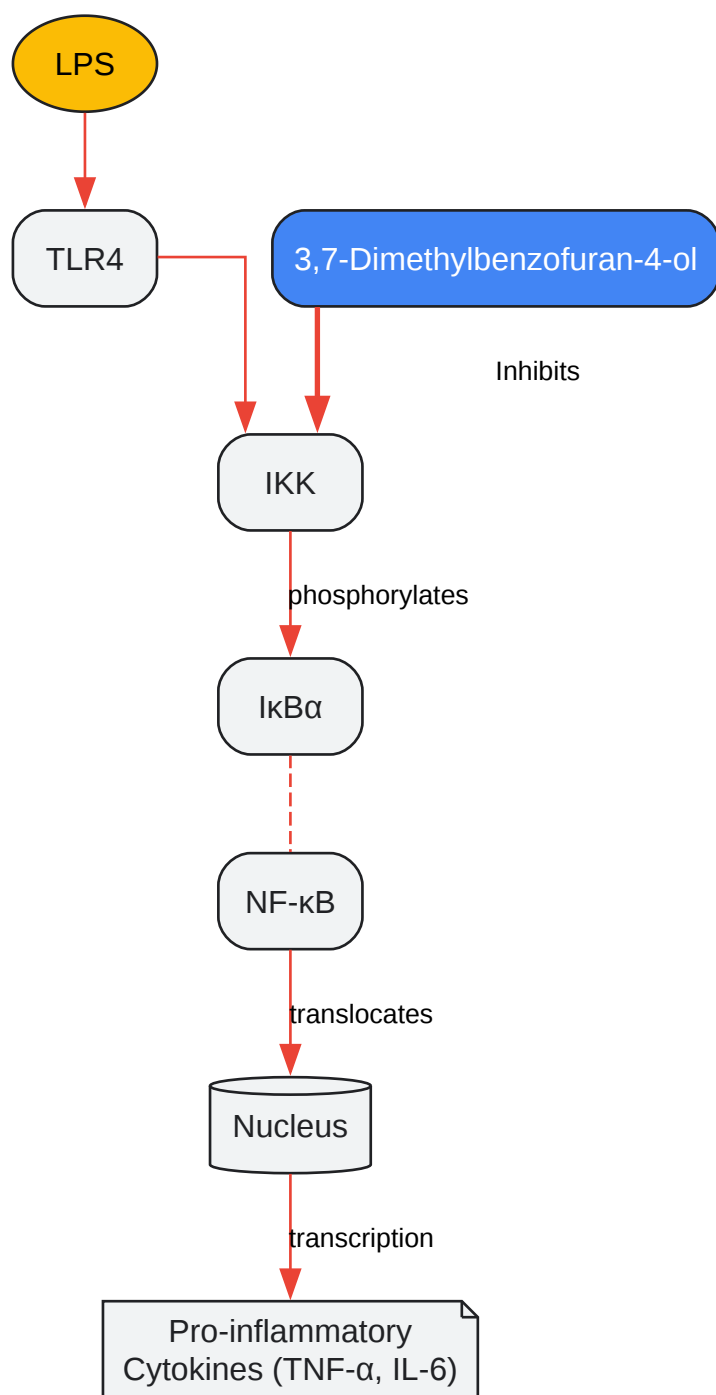 LPS
TLR4
3,7-Dimethylbenzofuran-4-ol
Inhibits
IKK
phosphorylates
IκBα
NF-κB
translocates
Nucleus
transcription
Pro-inflammatory
Cytokines (TNF-α, IL-6)